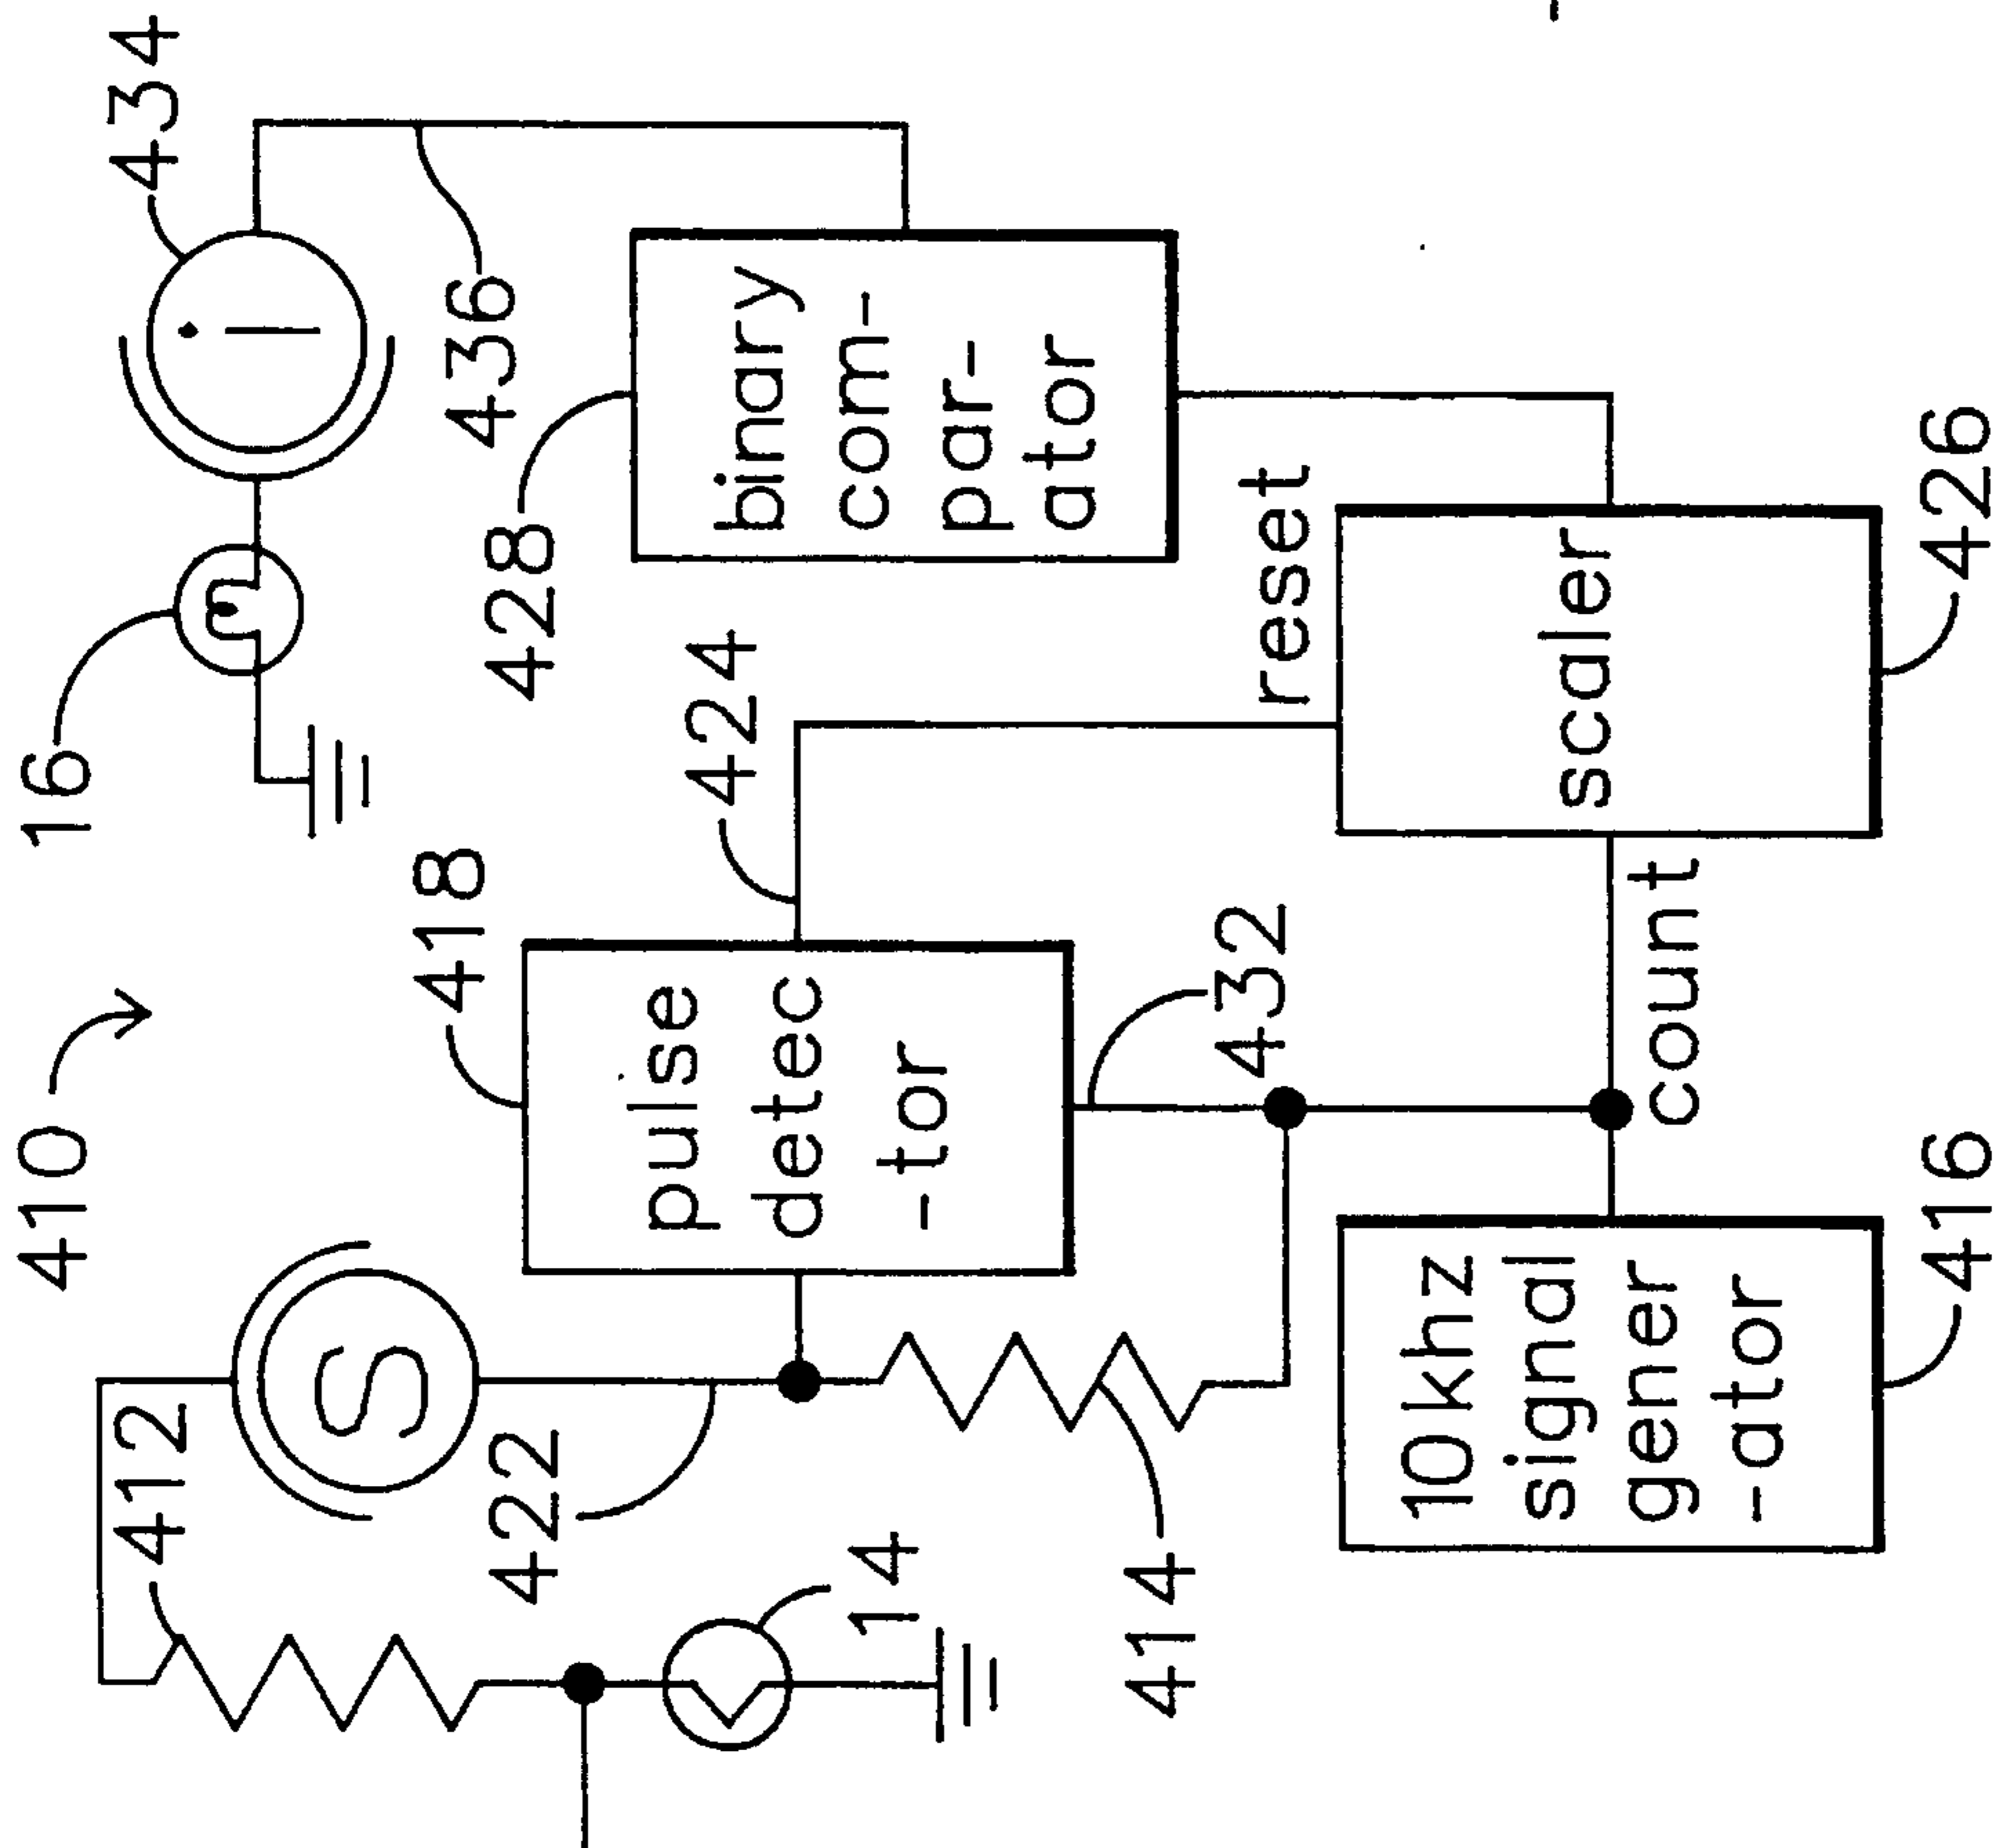 410
16
434
412
S
i
436
422
418
428
424
pulse
detec
-tor
binary
com-
par-
ator
14
414
432
reset
10khz
signal
gener
-ator
count
scaler
416
426